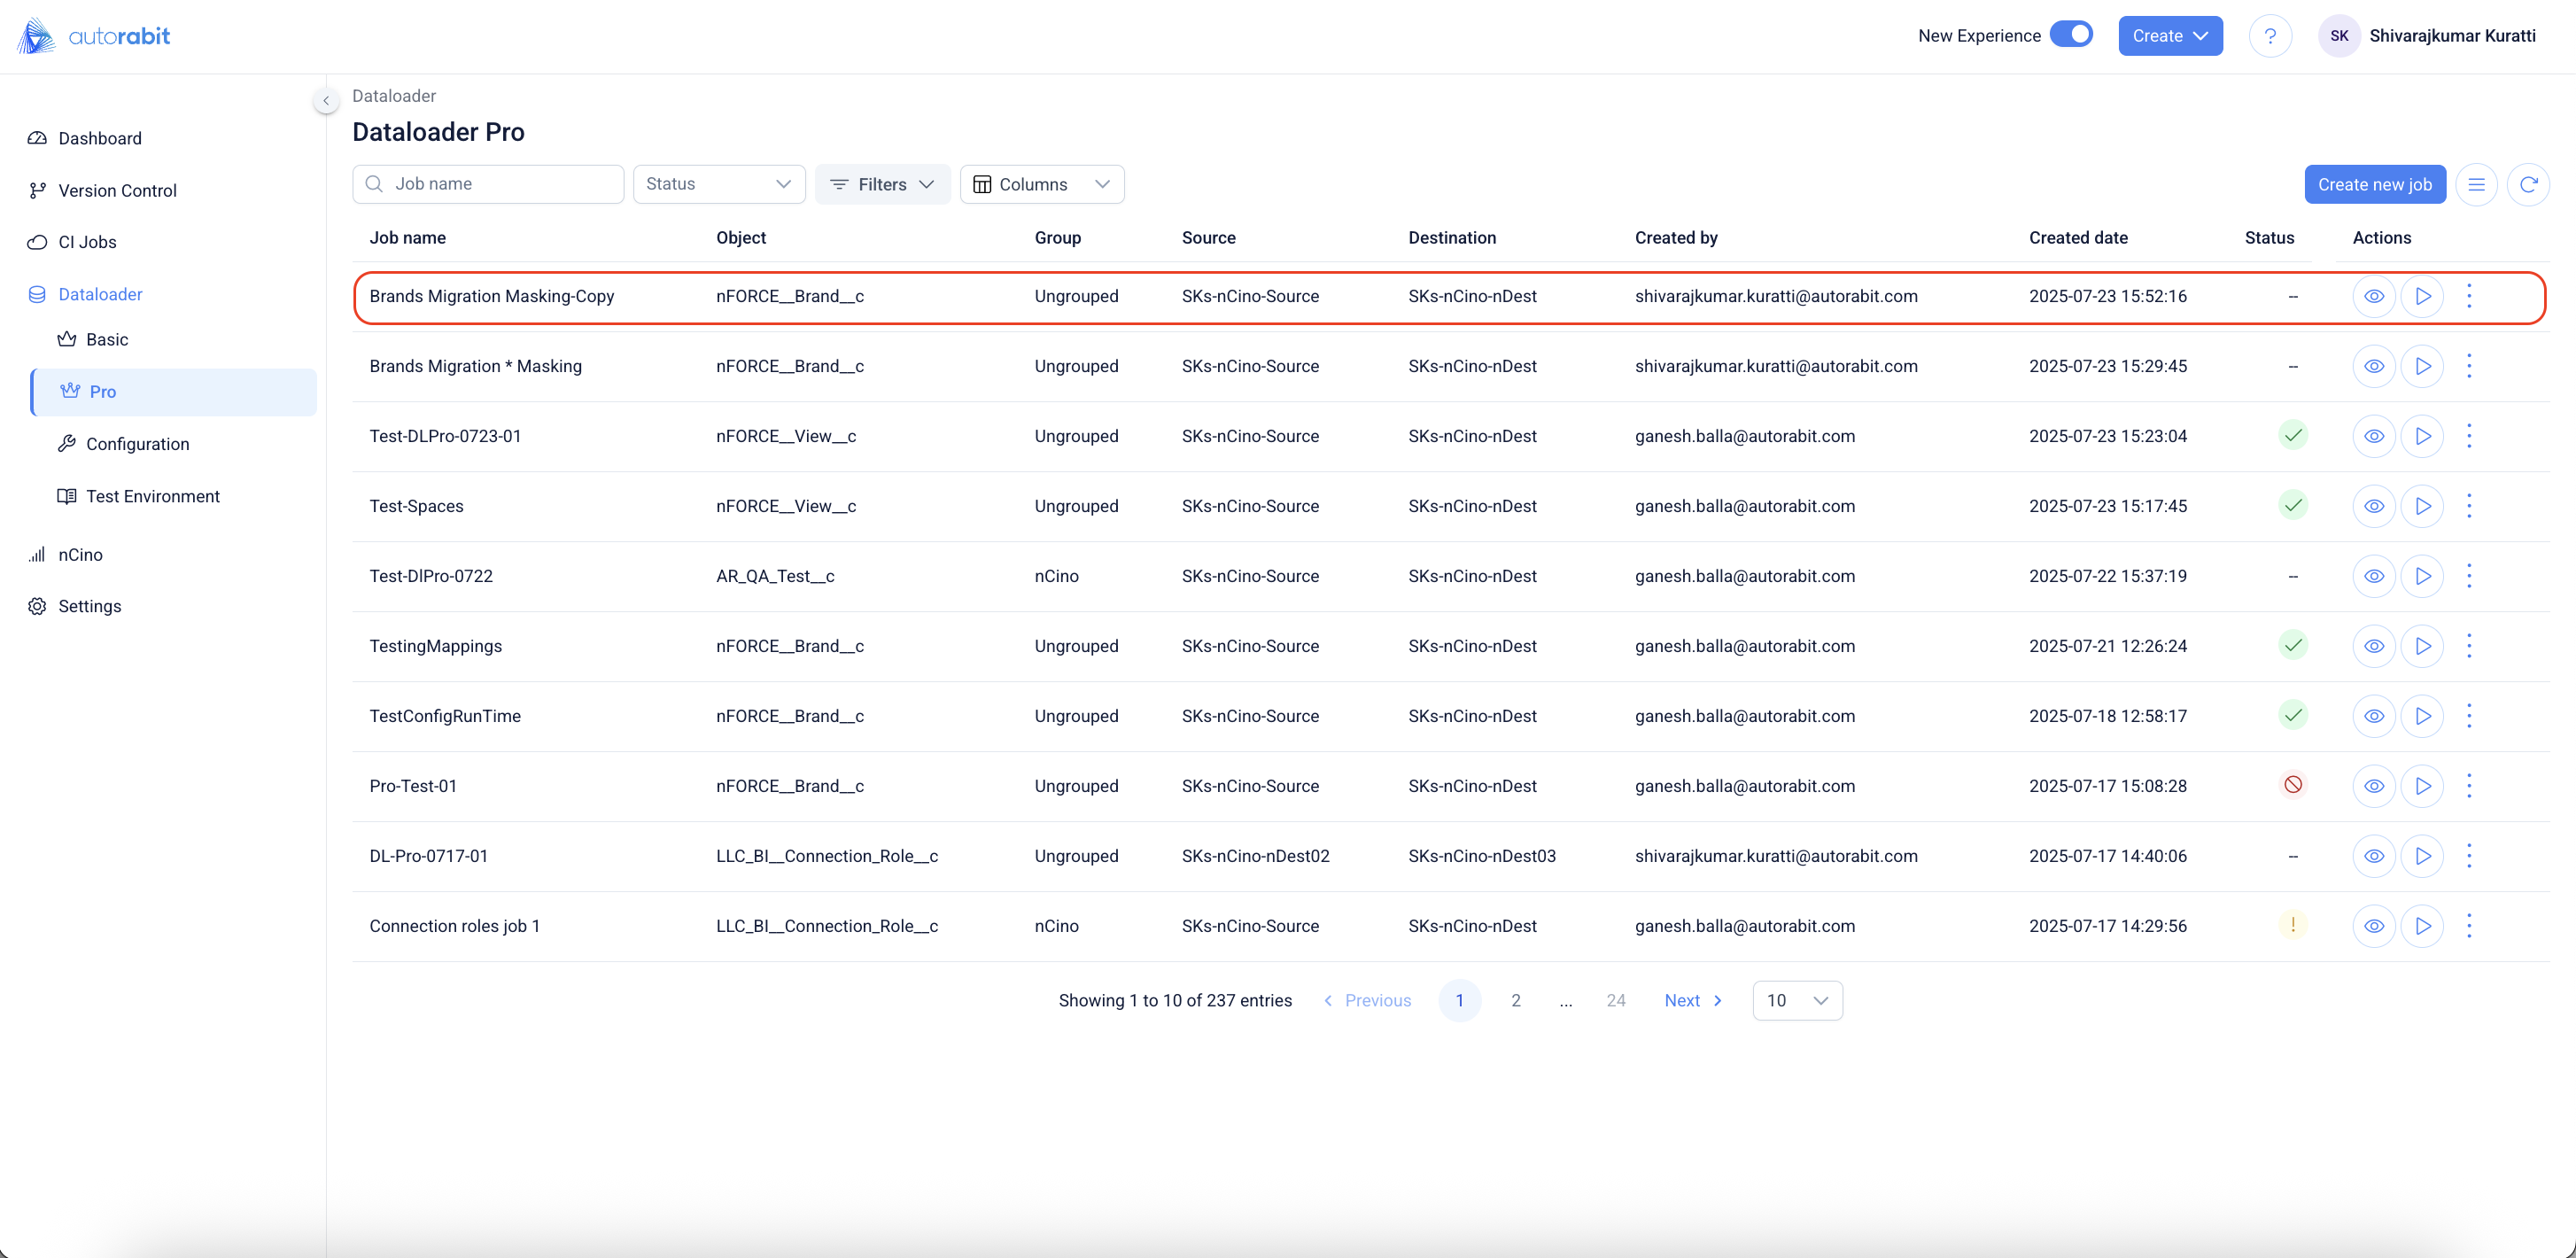 autorabit
New Experience Create ? SK Shivarajkumar Kuratti
Dashboard
Version Control
CI Jobs
Dataloader
Basic
Pro
Configuration
Test Environment
nCino
Settings
Dataloader
Dataloader Pro
Job name Status Filters Columns Create new job
Job name Object Group Source Destination Created by Created date Status Actions
Brands Migration Masking-Copy nFORCE__Brand__c Ungrouped SKs-nCino-Source SKs-nCino-nDest shivarajkumar.kuratti@autorabit.com 2025-07-23 15:52:16 --
Brands Migration * Masking nFORCE__Brand__c Ungrouped SKs-nCino-Source SKs-nCino-nDest shivarajkumar.kuratti@autorabit.com 2025-07-23 15:29:45 --
Test-DLPro-0723-01 nFORCE__View__c Ungrouped SKs-nCino-Source SKs-nCino-nDest ganesh.balla@autorabit.com 2025-07-23 15:23:04
Test-Spaces nFORCE__View__c Ungrouped SKs-nCino-Source SKs-nCino-nDest ganesh.balla@autorabit.com 2025-07-23 15:17:45
Test-DlPro-0722 AR_QA_Test__c nCino SKs-nCino-Source SKs-nCino-nDest ganesh.balla@autorabit.com 2025-07-22 15:37:19 --
TestingMappings nFORCE__Brand__c Ungrouped SKs-nCino-Source SKs-nCino-nDest ganesh.balla@autorabit.com 2025-07-21 12:26:24
TestConfigRunTime nFORCE__Brand__c Ungrouped SKs-nCino-Source SKs-nCino-nDest ganesh.balla@autorabit.com 2025-07-18 12:58:17
Pro-Test-01 nFORCE__Brand__c Ungrouped SKs-nCino-Source SKs-nCino-nDest ganesh.balla@autorabit.com 2025-07-17 15:08:28
DL-Pro-0717-01 LLC_BI__Connection_Role__c Ungrouped SKs-nCino-nDest02 SKs-nCino-nDest03 shivarajkumar.kuratti@autorabit.com 2025-07-17 14:40:06 --
Connection roles job 1 LLC_BI__Connection_Role__c nCino SKs-nCino-Source SKs-nCino-nDest ganesh.balla@autorabit.com 2025-07-17 14:29:56 !
Showing 1 to 10 of 237 entries Previous 1 2 ... 24 Next 10